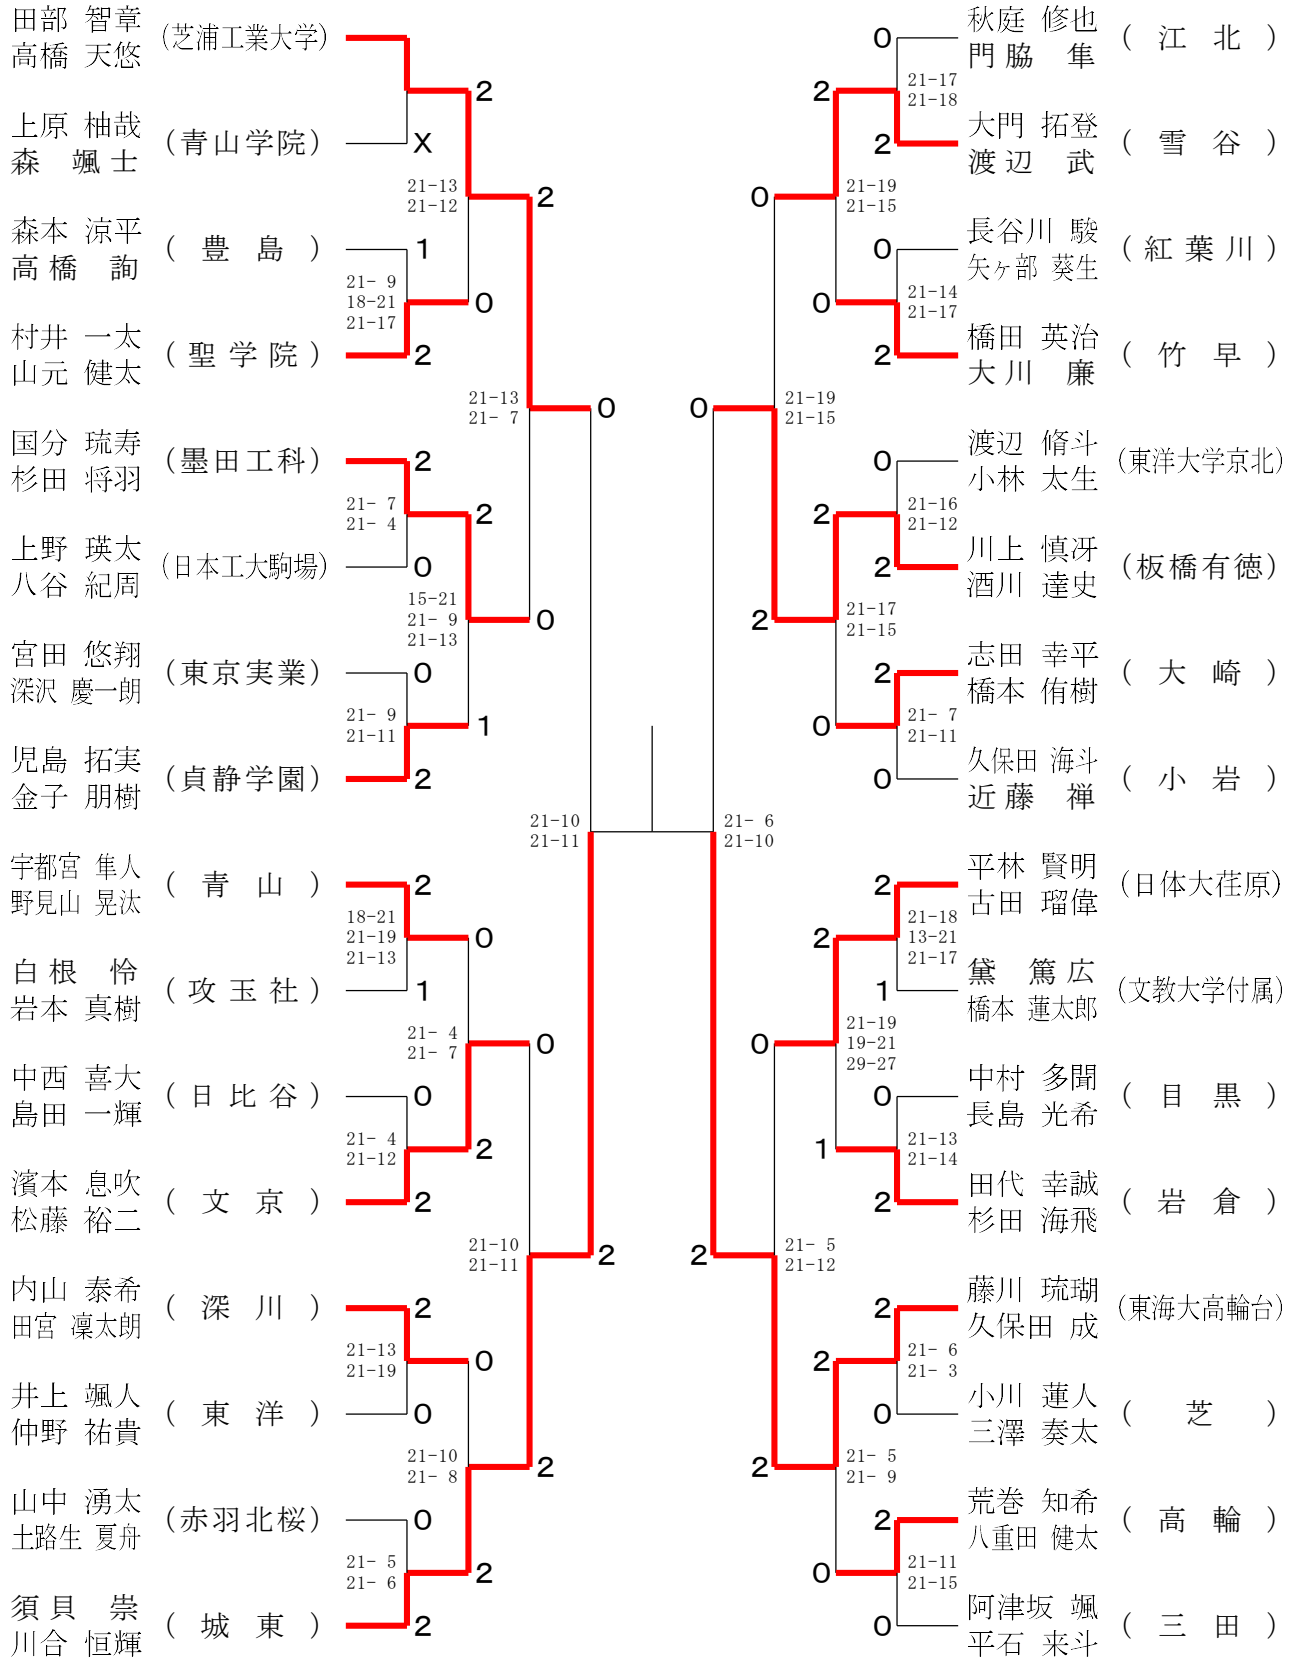 田部 智章
高橋 天悠
(芝浦工業大学)
2
上原 柚哉
森 颯士
(青山学院)
X
21-13
21-12
2
森本 涼平
高橋 詢
(豊島)
1
21- 9
18-21
21-17
0
村井 一太
山元 健太
(聖学院)
2
21-13
21- 7
0
国分 琉寿
杉田 将羽
(墨田工科)
2
21- 7
21- 4
2
上野 瑛太
八谷 紀周
(日本工大駒場)
0
15-21
21- 9
21-13
0
宮田 悠翔
深沢 慶一朗
(東京実業)
0
21- 9
21-11
1
児島 拓実
金子 朋樹
(貞静学園)
2
21-10
21-11
宇都宮 隼人
野見山 晃汰
(青山)
2
18-21
21-19
21-13
0
白根 怜
岩本 真樹
(攻玉社)
1
21- 4
21- 7
0
中西 喜大
島田 一輝
(日比谷)
0
21- 4
21-12
2
濱本 息吹
松藤 裕二
(文京)
2
21-10
21-11
2
内山 泰希
田宮 凜太朗
(深川)
2
21-13
21-19
0
井上 颯人
仲野 祐貴
(東洋)
0
21-10
21- 8
2
山中 湧太
土路生 夏舟
(赤羽北桜)
0
21- 5
21- 6
2
須貝 崇
川合 恒輝
(城東)
2
秋庭 修也
門脇 隼
(江北)
0
21-17
21-18
2
大門 拓登
渡辺 武
(雪谷)
2
21-19
21-15
0
長谷川 駿
矢ヶ部 葵生
(紅葉川)
0
21-14
21-17
0
橋田 英治
大川 廉
(竹早)
2
21-19
21-15
0
渡辺 脩斗
小林 太生
(東洋大学京北)
0
21-16
21-12
2
川上 慎冴
酒川 達史
(板橋有徳)
2
21-17
21-15
2
志田 幸平
橋本 侑樹
(大崎)
2
21- 7
21-11
0
久保田 海斗
近藤 禅
(小岩)
0
21- 6
21-10
平林 賢明
古田 瑠偉
(日体大荏原)
2
21-18
13-21
21-17
2
黛 篤広
橋本 蓮太郎
(文教大学付属)
1
21-19
19-21
29-27
0
中村 多聞
長島 光希
(目黒)
0
21-13
21-14
1
田代 幸誠
杉田 海飛
(岩倉)
2
21- 5
21-12
2
藤川 琉瑚
久保田 成
(東海大高輪台)
2
21- 6
21- 3
2
小川 蓮人
三澤 奏太
(芝)
0
21- 5
21- 9
2
荒巻 知希
八重田 健太
(高輪)
2
21-11
21-15
0
阿津坂 颯
平石 来斗
(三田)
0